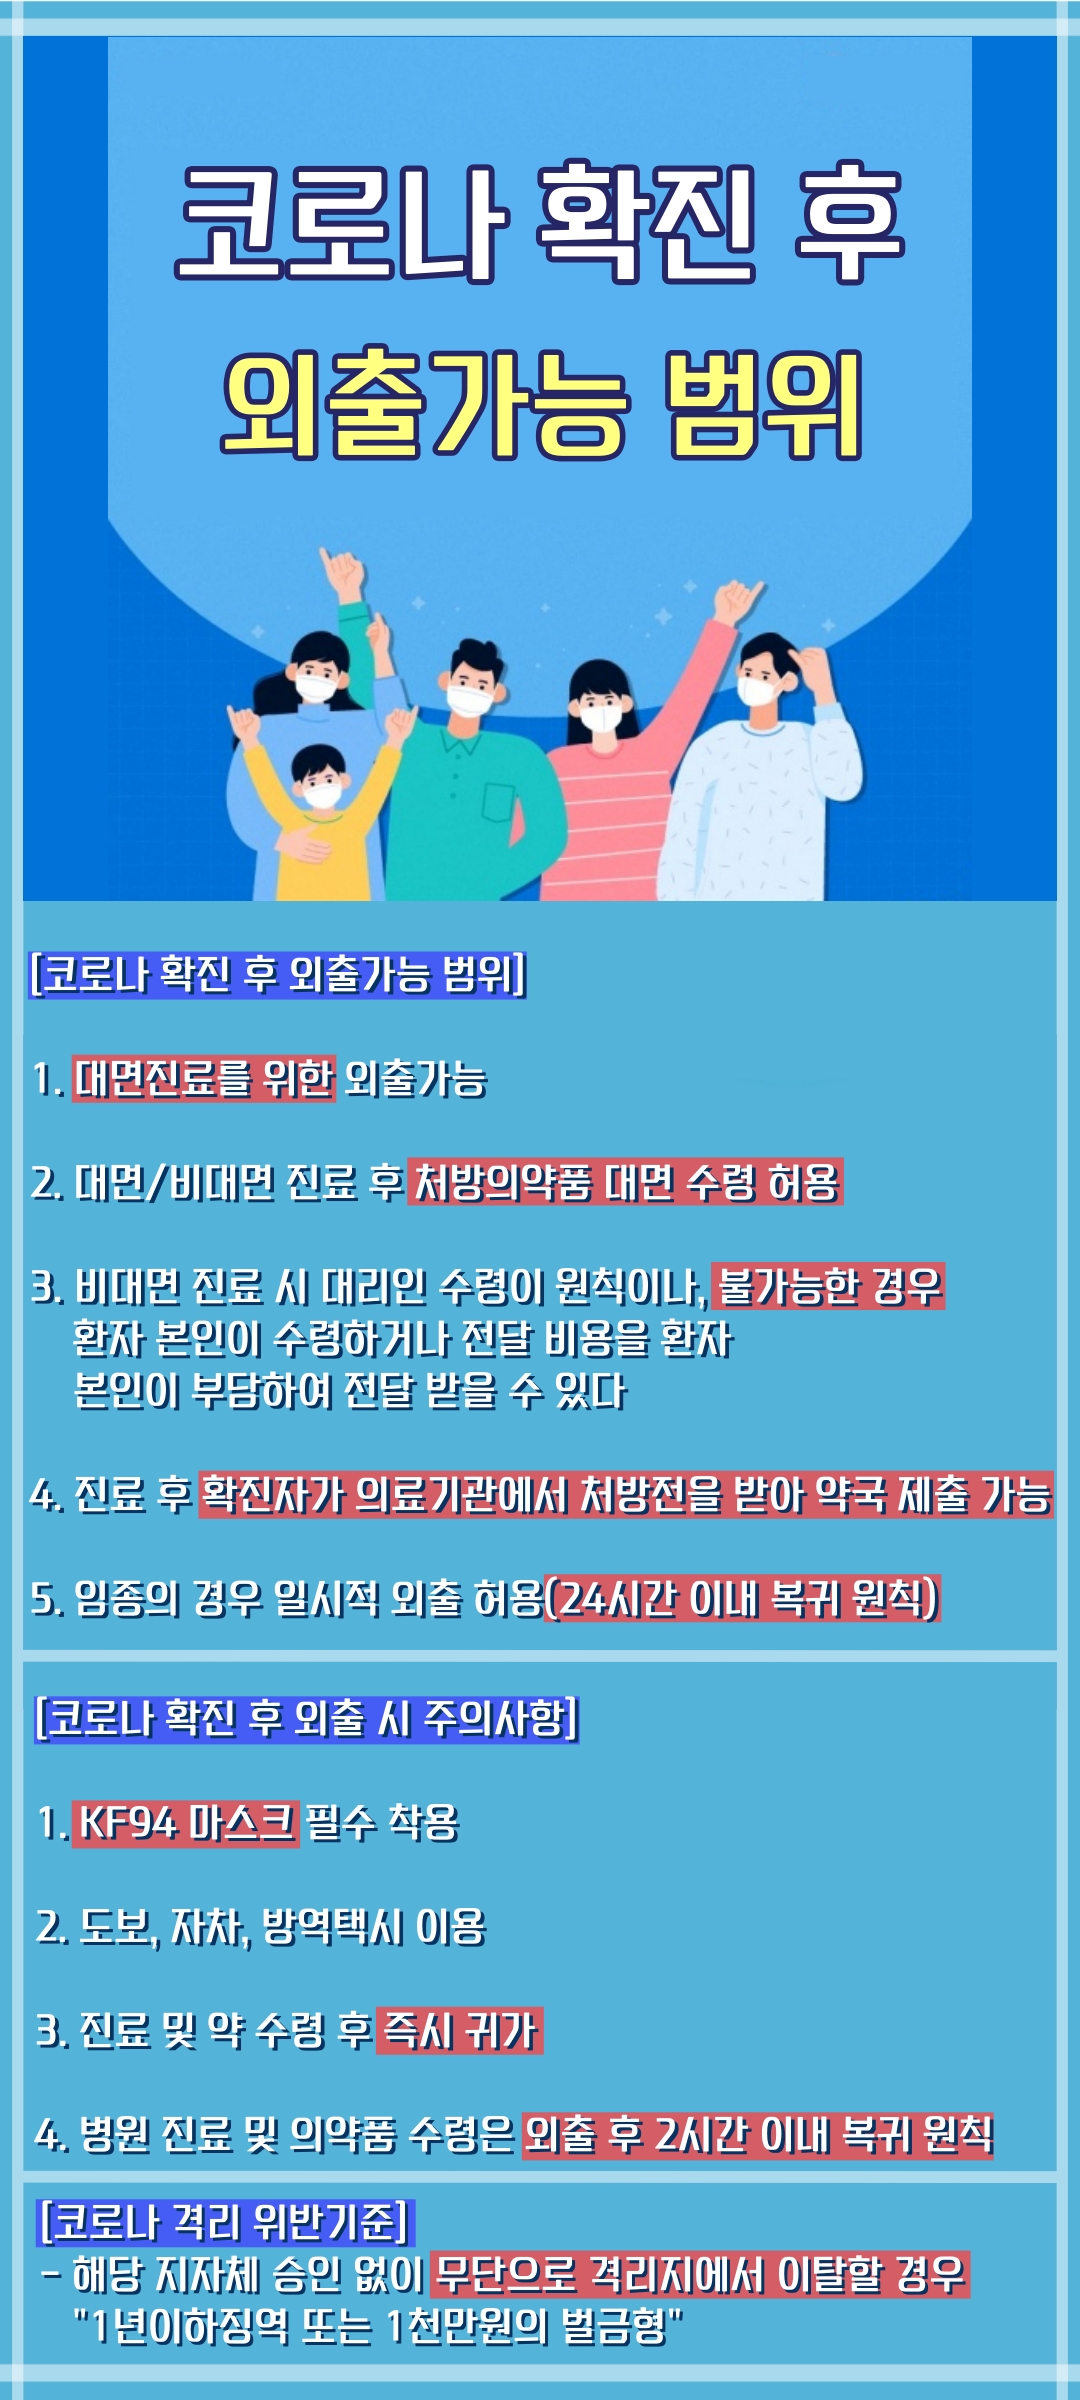 코로나 확진 후
외출가능 범위
[코로나 확진 후 외출가능 범위]
1. 대면진료를 위한 외출가능
2. 대면/비대면 진료 후 처방의약품 대면 수령 허용
3. 비대면 진료 시 대리인 수령이 원칙이나, 불가능한 경우
환자 본인이 수령하거나 전달 비용을 환자
본인이 부담하여 전달 받을 수 있다
4. 진료 후 확진자가 의료기관에서 처방전을 받아 약국 제출 가능
5. 임종의 경우 일시적 외출 허용(24시간 이내 복귀 원칙)
[코로나 확진 후 외출 시 주의사항]
1. KF94 마스크 필수 착용
2. 도보, 자차, 방역택시 이용
3. 진료 및 약 수령 후 즉시 귀가
4. 병원 진료 및 의약품 수령은 외출 후 2시간 이내 복귀 원칙
[코로나 격리 위반기준]
- 해당 지자체 승인 없이 무단으로 격리지에서 이탈할 경우
"1년이하징역 또는 1천만원의 벌금형"